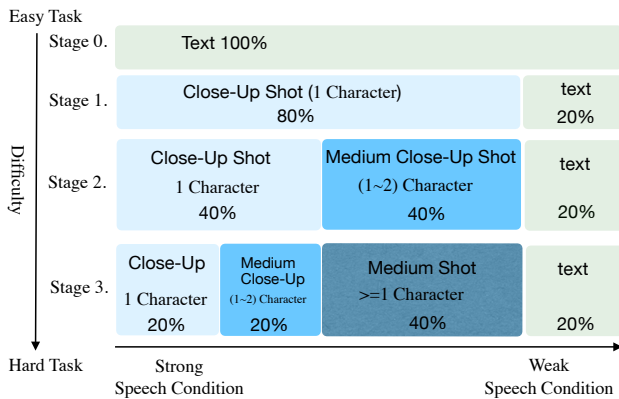 Easy Task
Stage 0.
Text 100%
Stage 1.
Close-Up Shot (1 Character)
80%
text
20%
Difficulty
Stage 2.
Close-Up Shot
1 Character
40%
Medium Close-Up Shot
(1~2) Character
40%
text
20%
Stage 3.
Close-Up
1 Character
20%
Medium
Close-Up
(1~2) Character
20%
Medium Shot
>=1 Character
40%
text
20%
Hard Task
Strong
Speech Condition
Weak
Speech Condition